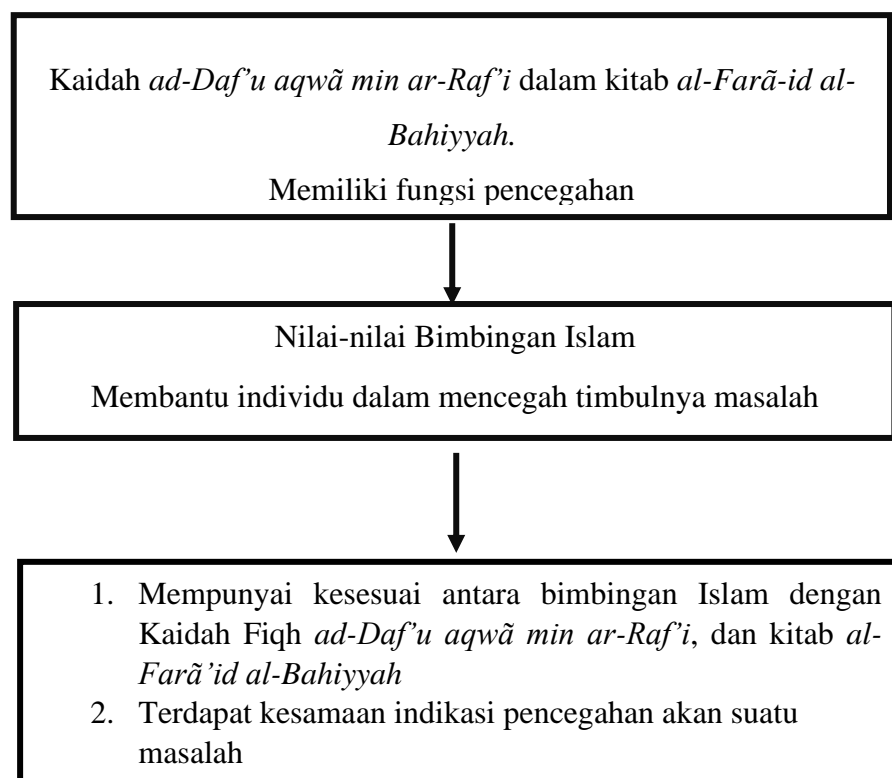 Kaidah ad-Daf’u aqwã min ar-Raf’i dalam kitab al-Farã-id al-
Bahiyyah.
Memiliki fungsi pencegahan
Nilai-nilai Bimbingan Islam
Membantu individu dalam mencegah timbulnya masalah
1. Mempunyai kesesuai antara bimbingan Islam dengan
Kaidah Fiqh ad-Daf’u aqwã min ar-Raf’i, dan kitab al-
Farã’id al-Bahiyyah
2. Terdapat kesamaan indikasi pencegahan akan suatu
masalah